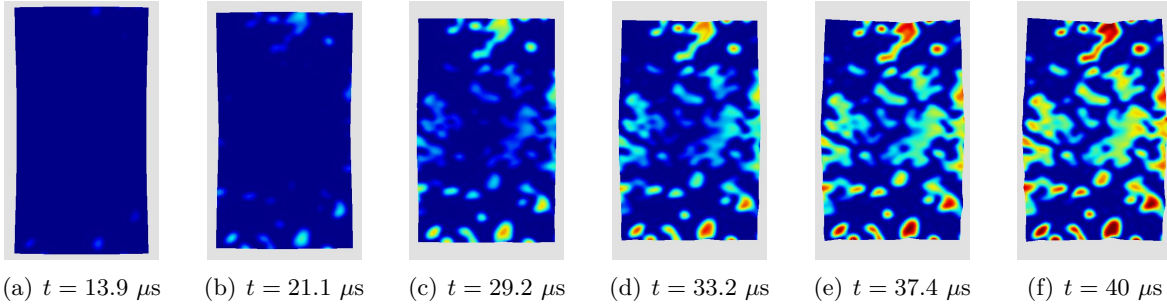 (a) t = 13.9 μs (b) t = 21.1 μs (c) t = 29.2 μs (d) t = 33.2 μs (e) t = 37.4 μs (f) t = 40 μs